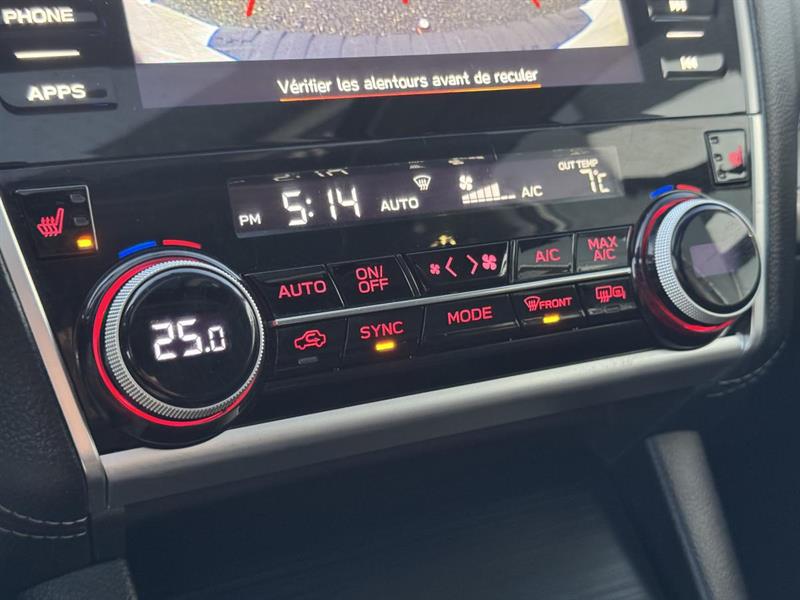 PHONE
APPS
Vérifier les alentours avant de reculer
PM 5:14 AUTO A/C OUT TEMP 7°C
AUTO ON/OFF A/C MAX A/C
25.0
SYNC MODE FRONT